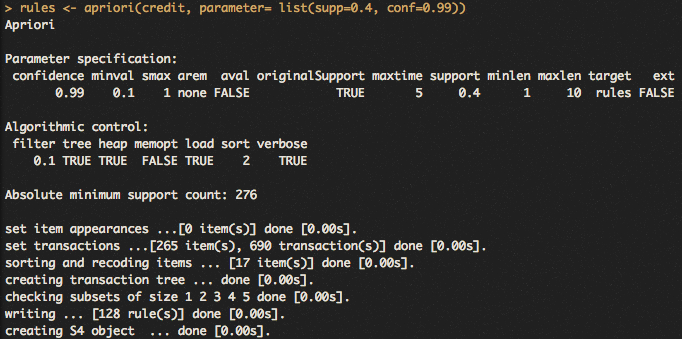 > rules <- apriori(credit, parameter= list(supp=0.4, conf=0.99))
Apriori
Parameter specification:
confidence minval smax arem aval originalSupport maxtime support minlen maxlen target ext
0.99 0.1 1 none FALSE TRUE 5 0.4 1 10 rules FALSE
Algorithmic control:
filter tree heap memopt load sort verbose
0.1 TRUE TRUE FALSE TRUE 2 TRUE
Absolute minimum support count: 276
set item appearances ...[0 item(s)] done [0.00s].
set transactions ...[265 item(s), 690 transaction(s)] done [0.00s].
sorting and recoding items ... [17 item(s)] done [0.00s].
creating transaction tree ... done [0.00s].
checking subsets of size 1 2 3 4 5 done [0.00s].
writing ... [128 rule(s)] done [0.00s].
creating S4 object  ... done [0.00s].